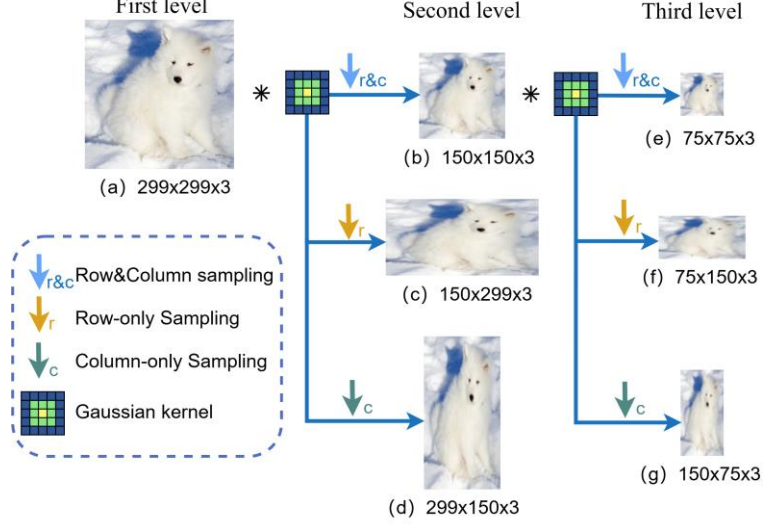 First level
Second level
Third level
*
r&c
*
r&c
(a) 299x299x3
(b) 150x150x3
(e) 75x75x3
r
r
(c) 150x299x3
(f) 75x150x3
r&c Row&Column sampling
r Row-only Sampling
c Column-only Sampling
Gaussian kernel
c
c
(d) 299x150x3
(g) 150x75x3